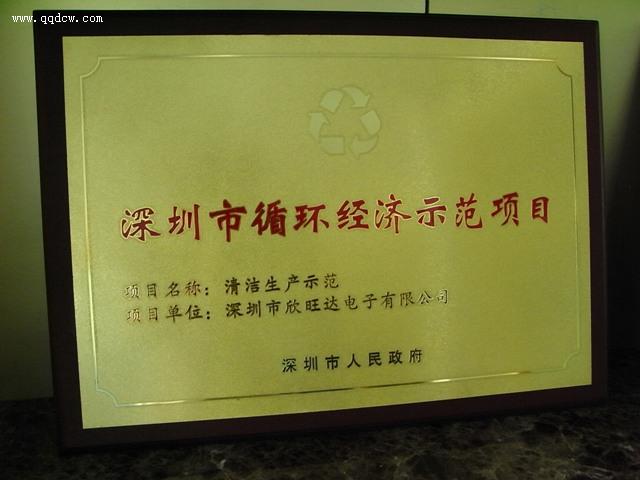 www.qqdcw.com
深圳市循环经济示范项目
项目名称：清洁生产示范
项目单位：深圳市欣旺达电子有限公司
深圳市人民政府